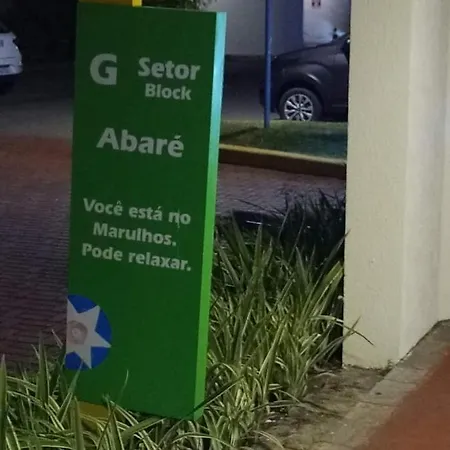 G Setor
Block
Abaré
Você está no
Marulhos.
Pode relaxar.